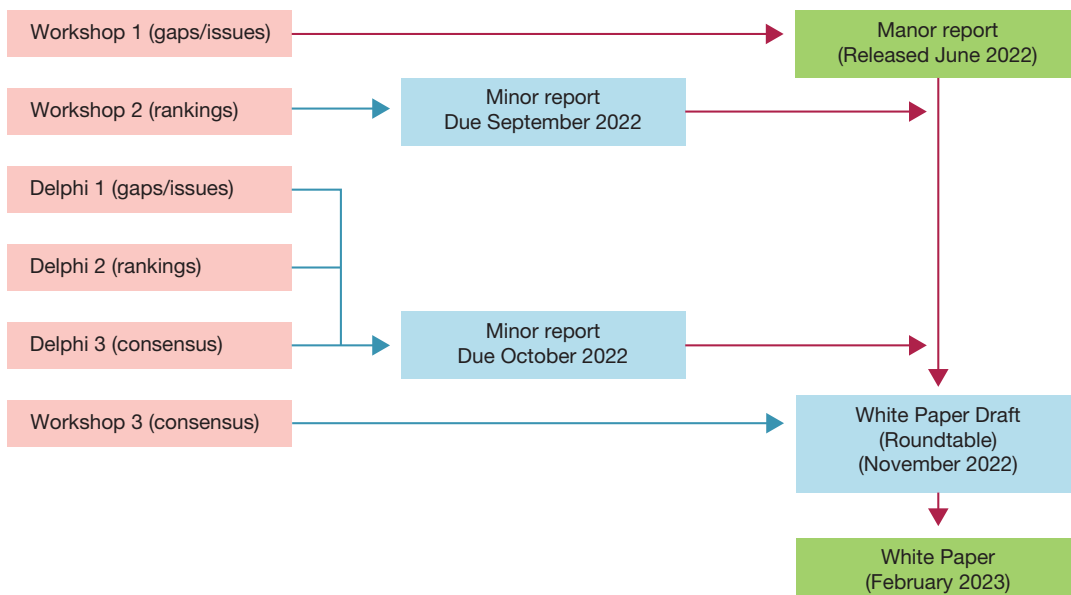 Workshop 1 (gaps/issues)
Manor report
(Released June 2022)
Workshop 2 (rankings)
Minor report
Due September 2022
Delphi 1 (gaps/issues)
Delphi 2 (rankings)
Delphi 3 (consensus)
Minor report
Due October 2022
Workshop 3 (consensus)
White Paper Draft
(Roundtable)
(November 2022)
White Paper
(February 2023)